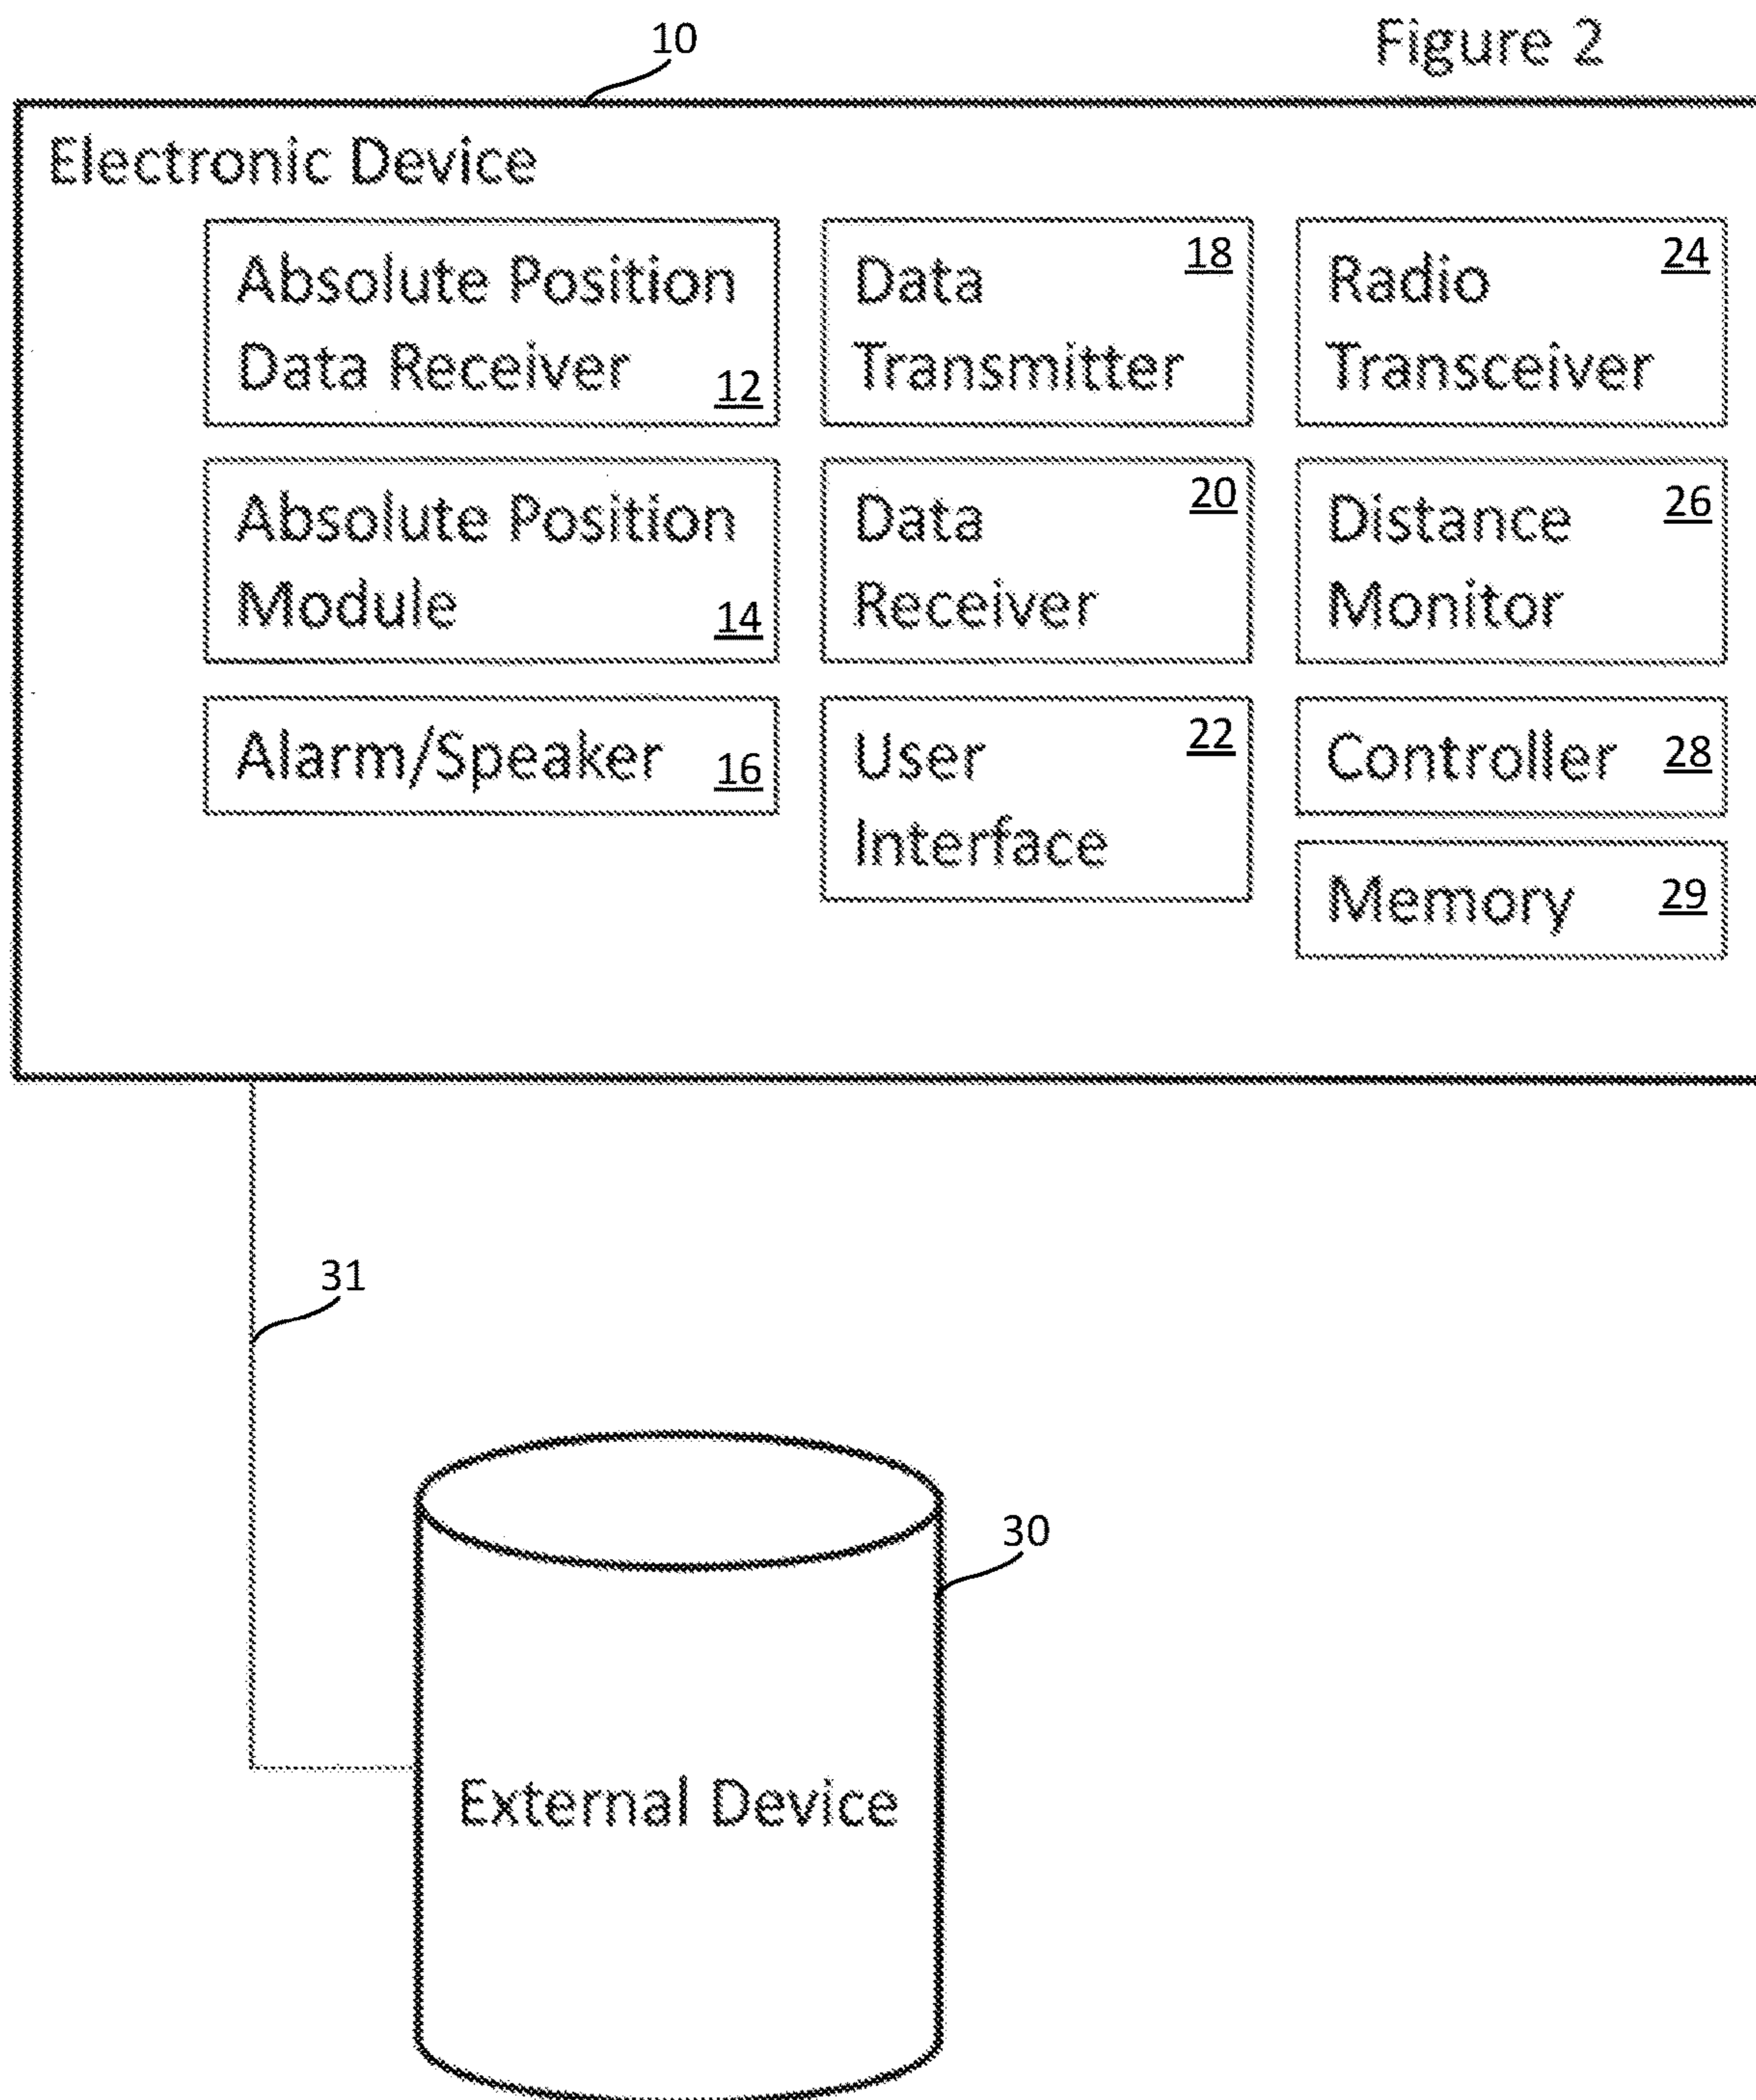 Figure 2
10
Electronic Device
Absolute Position
Data Receiver 12
Data 18
Transmitter
Radio 24
Transceiver
Absolute Position
Module 14
Data 20
Receiver
Distance 26
Monitor
Alarm/Speaker 16
User 22
Interface
Controller 28
Memory 29
31
30
External Device